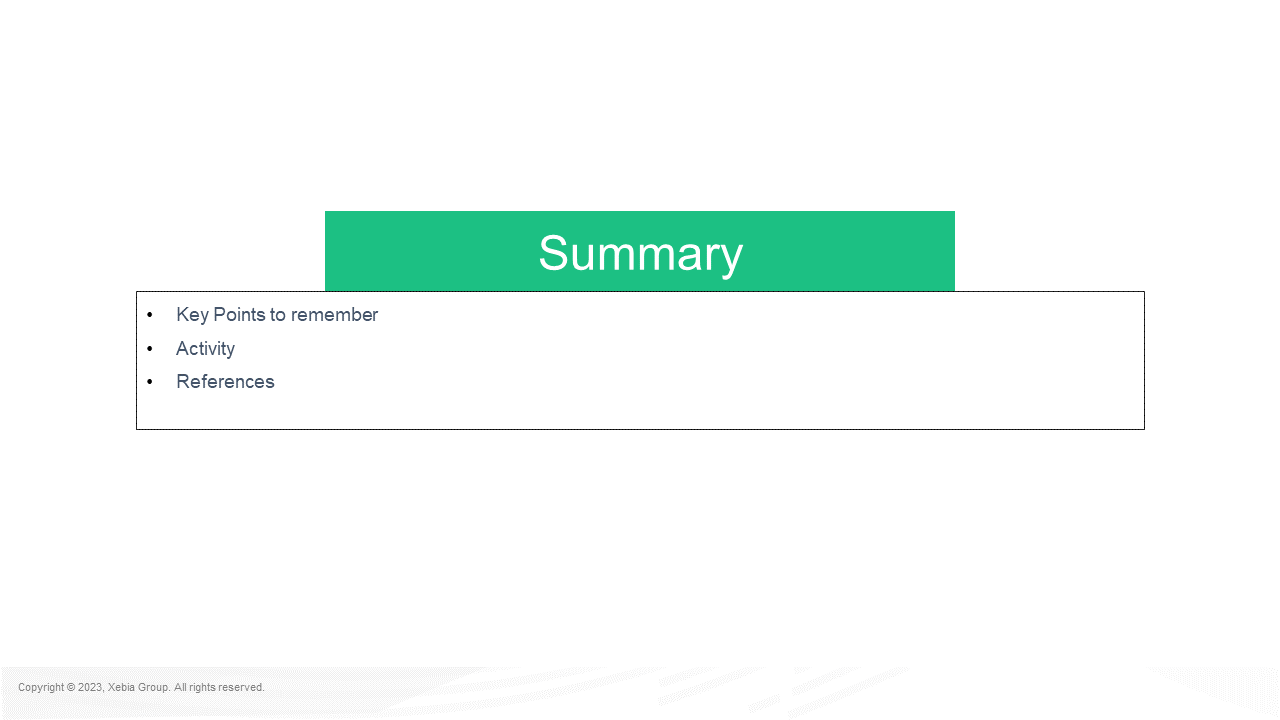 Summary
• Key Points to remember
• Activity
• References
Copyright © 2023, Xebia Group. All rights reserved.